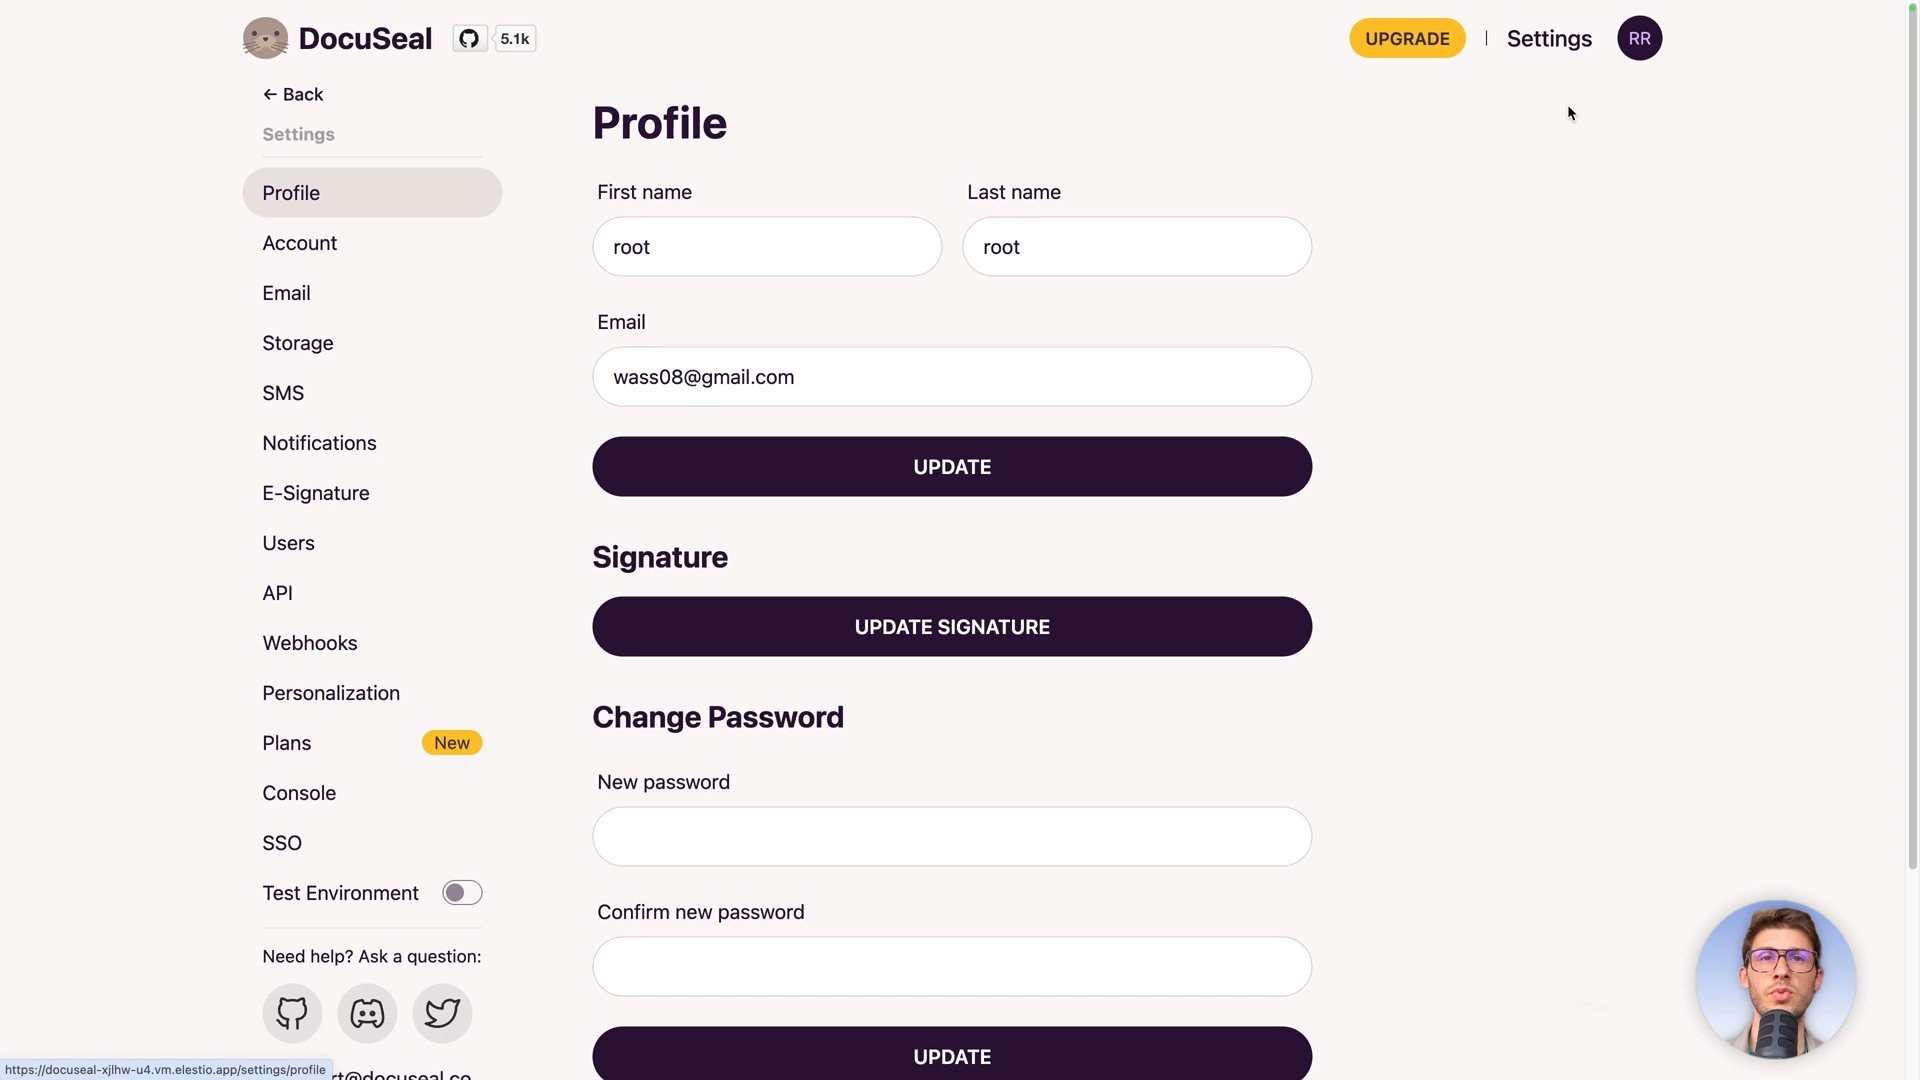 DocuSeal
5.1k
UPGRADE
Settings
RR
← Back
Settings
Profile
Account
Email
Storage
SMS
Notifications
E-Signature
Users
API
Webhooks
Personalization
Plans
New
Console
SSO
Test Environment
Need help? Ask a question:
rt@docuseal.co
Profile
First name
Last name
root
root
Email
wass08@gmail.com
UPDATE
Signature
UPDATE SIGNATURE
Change Password
New password
Confirm new password
UPDATE
https://docuseal-xjlhw-u4.vm.elestio.app/settings/profile